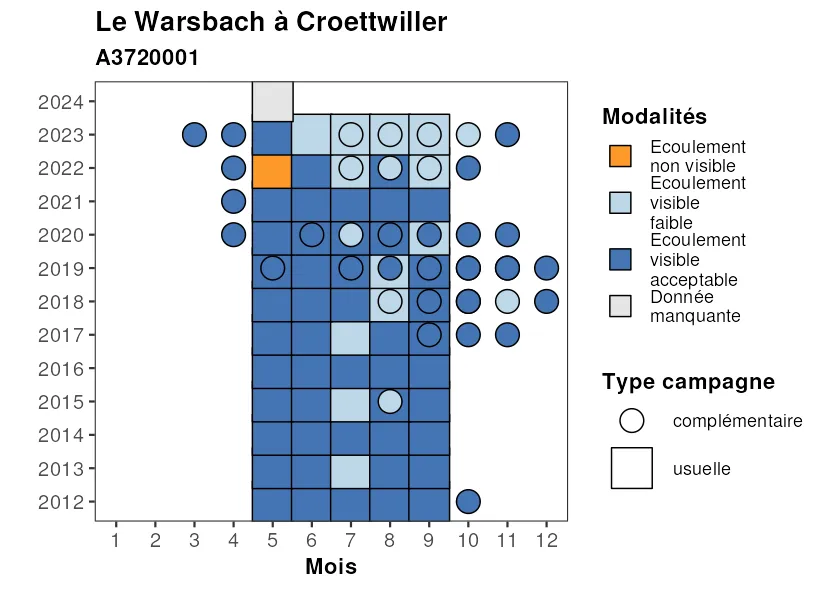 Le Warsbach à Croettwiller
A3720001
2024
2023
2022
2021
2020
2019
2018
2017
2016
2015
2014
2013
2012
1 2 3 4 5 6 7 8 9 10 11 12
Mois
Modalités
Ecoulement
non visible
Ecoulement
visible
faible
Ecoulement
visible
acceptable
Donnée
manquante
Type campagne
complémentaire
usuelle